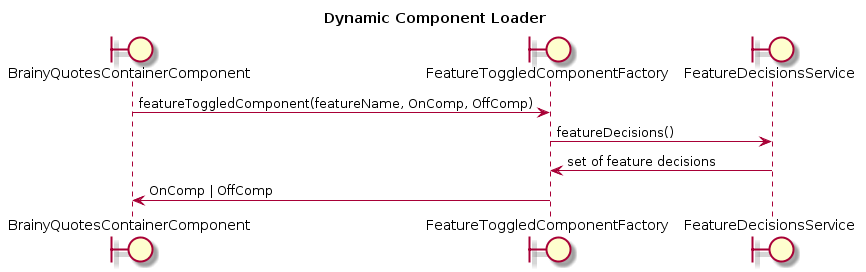 Dynamic Component Loader
BrainyQuotesContainerComponent FeatureToggledComponentFactory FeatureDecisionsService
featureToggledComponent(featureName, OnComp, OffComp)
featureDecisions()
set of feature decisions
OnComp | OffComp
BrainyQuotesContainerComponent FeatureToggledComponentFactory FeatureDecisionsService